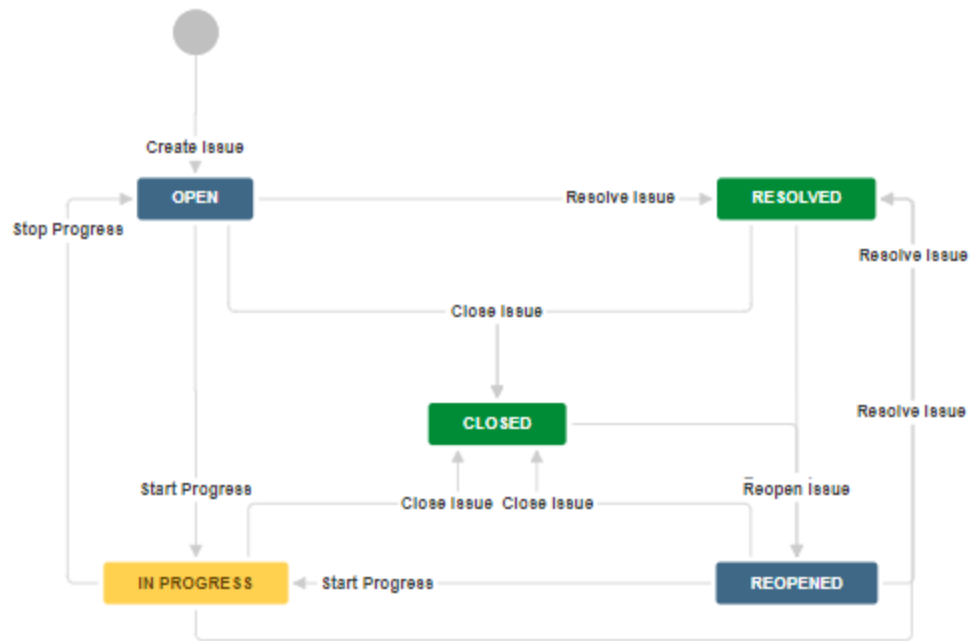 Create Issue
OPEN
Resolve Issue
RESOLVED
Stop Progress
Resolve Issue
Close Issue
Resolve Issue
CLOSED
Start Progress
Reopen Issue
Close Issue
Close Issue
IN PROGRESS
Start Progress
REOPENED